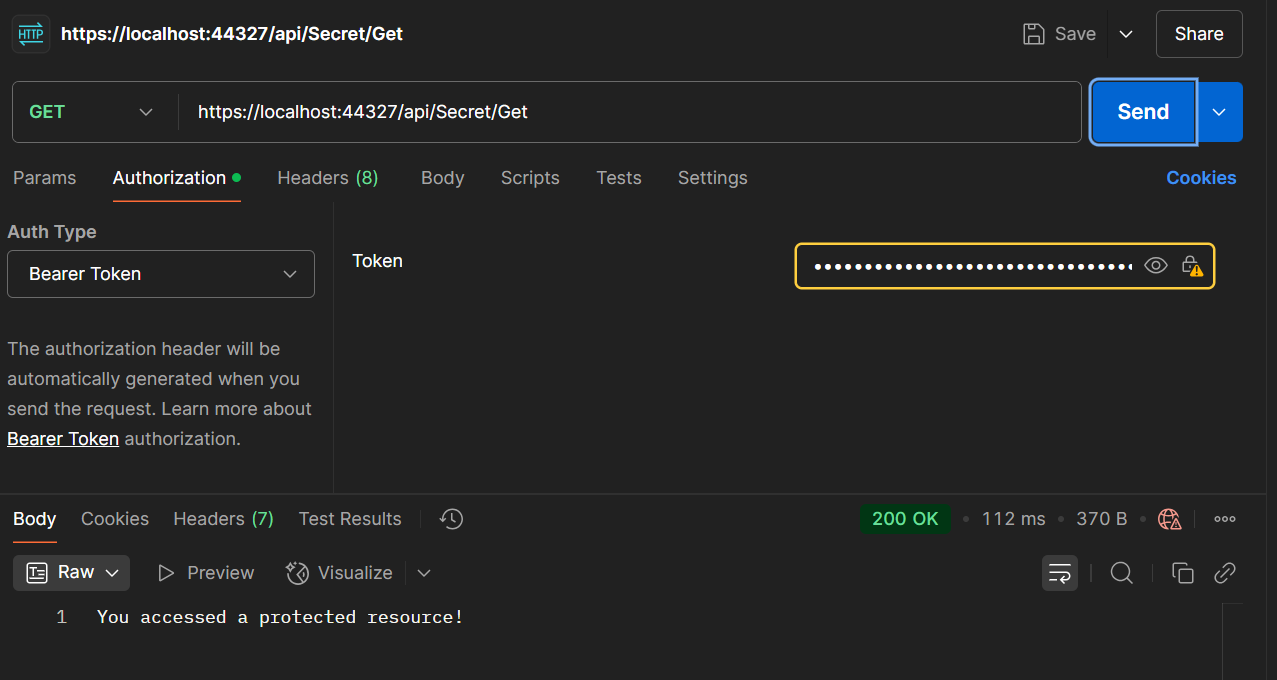 HTTP https://localhost:44327/api/Secret/Get Save Share
GET https://localhost:44327/api/Secret/Get Send
Params Authorization Headers (8) Body Scripts Tests Settings Cookies
Auth Type
Bearer Token
Token
The authorization header will be
automatically generated when you
send the request. Learn more about
Bearer Token authorization.
Body Cookies Headers (7) Test Results 200 OK • 112 ms • 370 B •
Raw Preview Visualize
1 You accessed a protected resource!